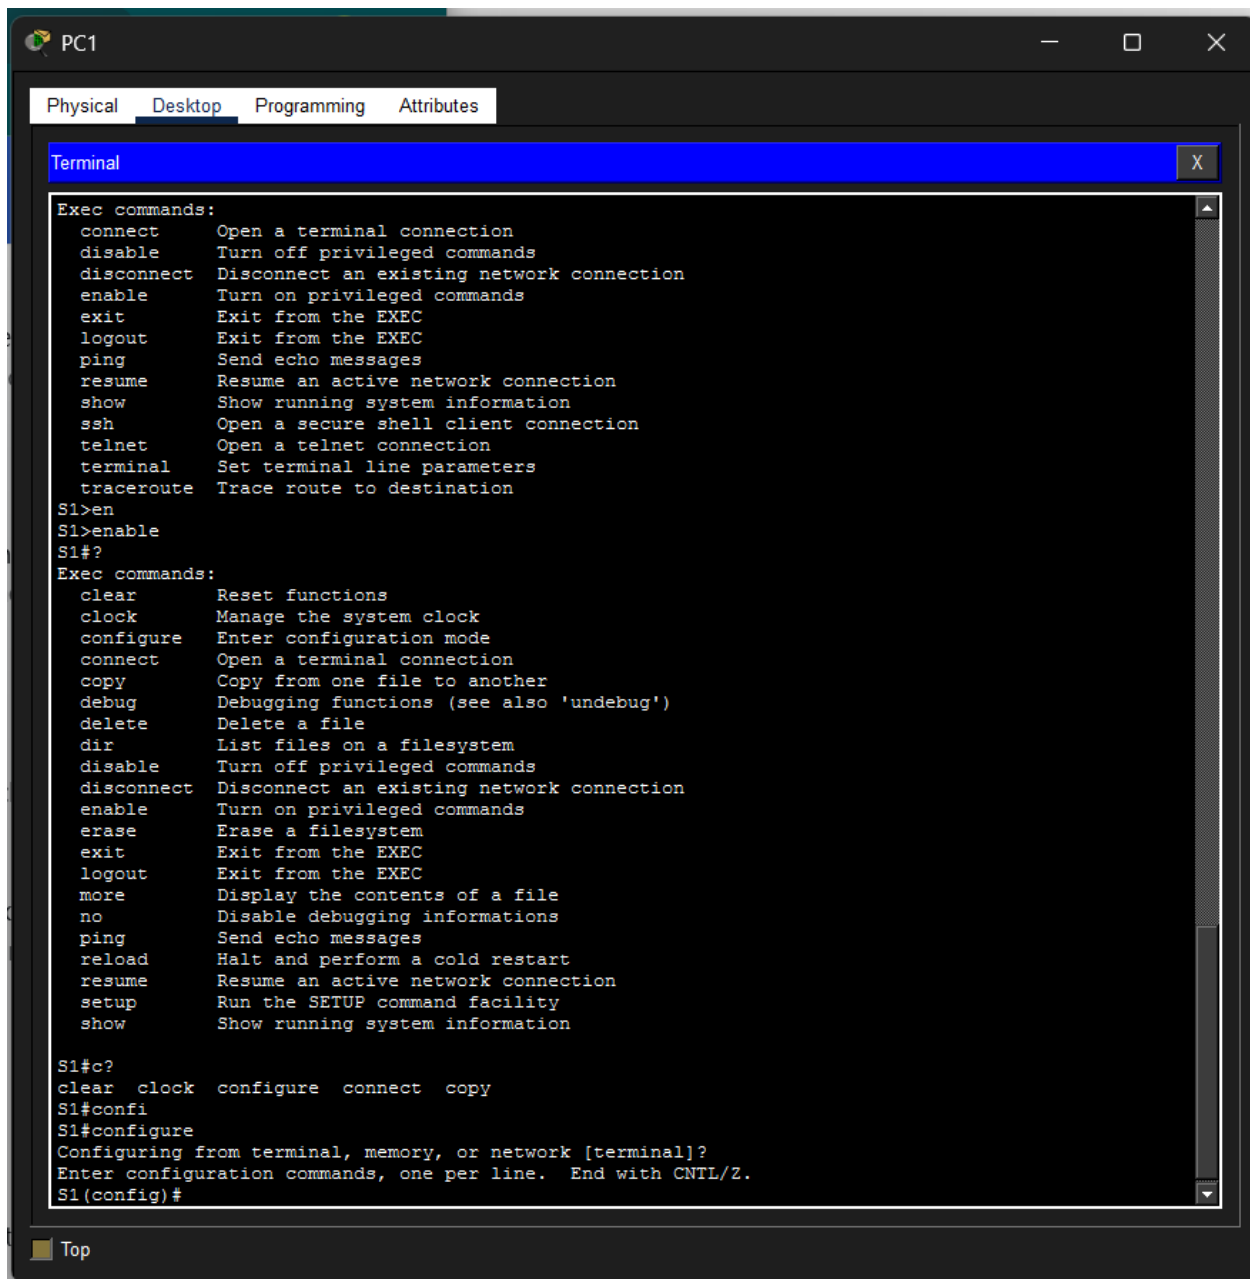 PC1
Physical Desktop Programming Attributes
Terminal X
Exec commands:
  connect     Open a terminal connection
  disable     Turn off privileged commands
  disconnect  Disconnect an existing network connection
  enable      Turn on privileged commands
  exit        Exit from the EXEC
  logout      Exit from the EXEC
  ping        Send echo messages
  resume      Resume an active network connection
  show        Show running system information
  ssh         Open a secure shell client connection
  telnet      Open a telnet connection
  terminal    Set terminal line parameters
  traceroute  Trace route to destination
S1>en
S1>enable
S1#?
Exec commands:
  clear       Reset functions
  clock       Manage the system clock
  configure   Enter configuration mode
  connect     Open a terminal connection
  copy        Copy from one file to another
  debug       Debugging functions (see also 'undebug')
  delete      Delete a file
  dir         List files on a filesystem
  disable     Turn off privileged commands
  disconnect  Disconnect an existing network connection
  enable      Turn on privileged commands
  erase       Erase a filesystem
  exit        Exit from the EXEC
  logout      Exit from the EXEC
  more        Display the contents of a file
  no          Disable debugging informations
  ping        Send echo messages
  reload      Halt and perform a cold restart
  resume      Resume an active network connection
  setup       Run the SETUP command facility
  show        Show running system information
S1#c?
clear  clock  configure  connect  copy
S1#confi
S1#configure
Configuring from terminal, memory, or network [terminal]?
Enter configuration commands, one per line.  End with CNTL/Z.
S1(config)#
Top